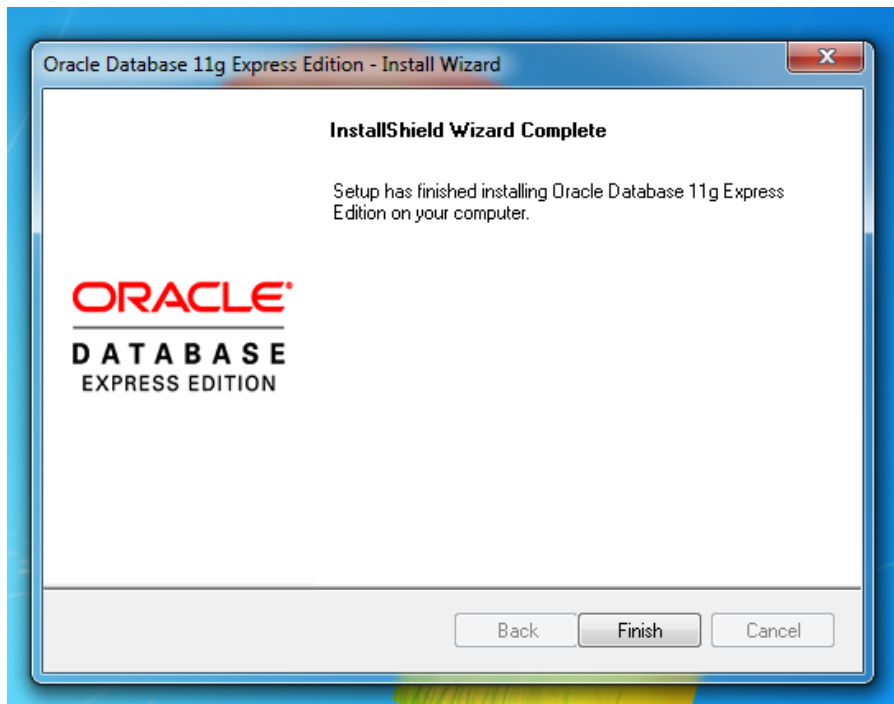 Oracle Database 11g Express Edition - Install Wizard
InstallShield Wizard Complete
Setup has finished installing Oracle Database 11g Express
Edition on your computer.
ORACLE
DATABASE
EXPRESS EDITION
Back
Finish
Cancel